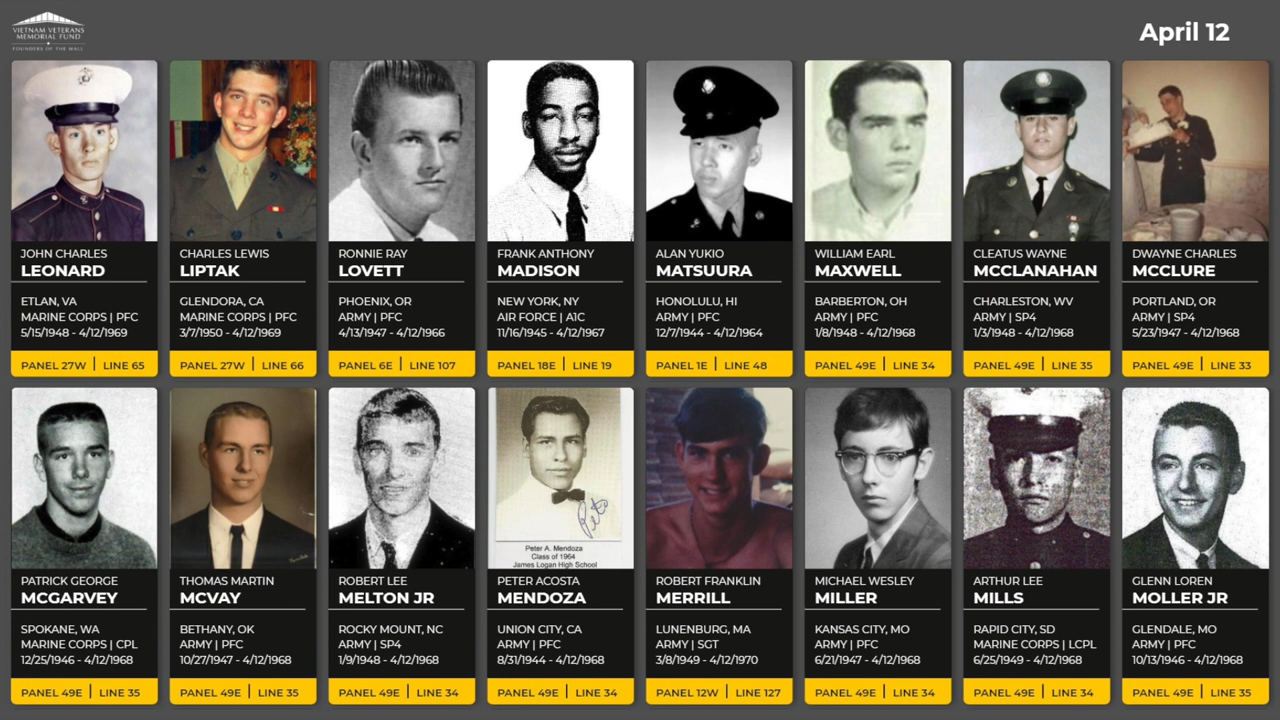 VIETNAM VETERANS
MEMORIAL FUND
FOUNDERS OF THE WALL
April 12
JOHN CHARLES
LEONARD
ETLAN, VA
MARINE CORPS | PFC
5/15/1948 - 4/12/1969
PANEL 27W | LINE 65
CHARLES LEWIS
LIPTAK
GLENDORA, CA
MARINE CORPS | PFC
3/7/1950 - 4/12/1969
PANEL 27W | LINE 66
RONNIE RAY
LOVETT
PHOENIX, OR
ARMY | PFC
4/13/1947 - 4/12/1966
PANEL 6E | LINE 107
FRANK ANTHONY
MADISON
NEW YORK, NY
AIR FORCE | A1C
11/16/1945 - 4/12/1967
PANEL 18E | LINE 19
ALAN YUKIO
MATSUURA
HONOLULU, HI
ARMY | PFC
12/7/1944 - 4/12/1964
PANEL 1E | LINE 48
WILLIAM EARL
MAXWELL
BARBERTON, OH
ARMY | PFC
1/8/1948 - 4/12/1968
PANEL 49E | LINE 34
CLEATUS WAYNE
MCCLANAHAN
CHARLESTON, WV
ARMY | SP4
1/3/1948 - 4/12/1968
PANEL 49E | LINE 35
DWAYNE CHARLES
MCCLURE
PORTLAND, OR
ARMY | SP4
5/23/1947 - 4/12/1968
PANEL 49E | LINE 33
PATRICK GEORGE
MCGARVEY
SPOKANE, WA
MARINE CORPS | CPL
12/25/1946 - 4/12/1968
PANEL 49E | LINE 35
THOMAS MARTIN
MCVAY
BETHANY, OK
ARMY | PFC
10/27/1947 - 4/12/1968
PANEL 49E | LINE 35
ROBERT LEE
MELTON JR
ROCKY MOUNT, NC
ARMY | SP4
1/9/1948 - 4/12/1968
PANEL 49E | LINE 34
Pete
Peter A. Mendoza
Class of 1964
James Logan High School
PETER ACOSTA
MENDOZA
UNION CITY, CA
ARMY | PFC
8/31/1944 - 4/12/1968
PANEL 49E | LINE 34
ROBERT FRANKLIN
MERRILL
LUNENBURG, MA
ARMY | SGT
3/8/1949 - 4/12/1970
PANEL 12W | LINE 127
MICHAEL WESLEY
MILLER
KANSAS CITY, MO
ARMY | PFC
6/21/1947 - 4/12/1968
PANEL 49E | LINE 34
ARTHUR LEE
MILLS
RAPID CITY, SD
MARINE CORPS | LCPL
6/25/1949 - 4/12/1968
PANEL 49E | LINE 34
GLENN LOREN
MOLLER JR
GLENDALE, MO
ARMY | PFC
10/13/1946 - 4/12/1968
PANEL 49E | LINE 35